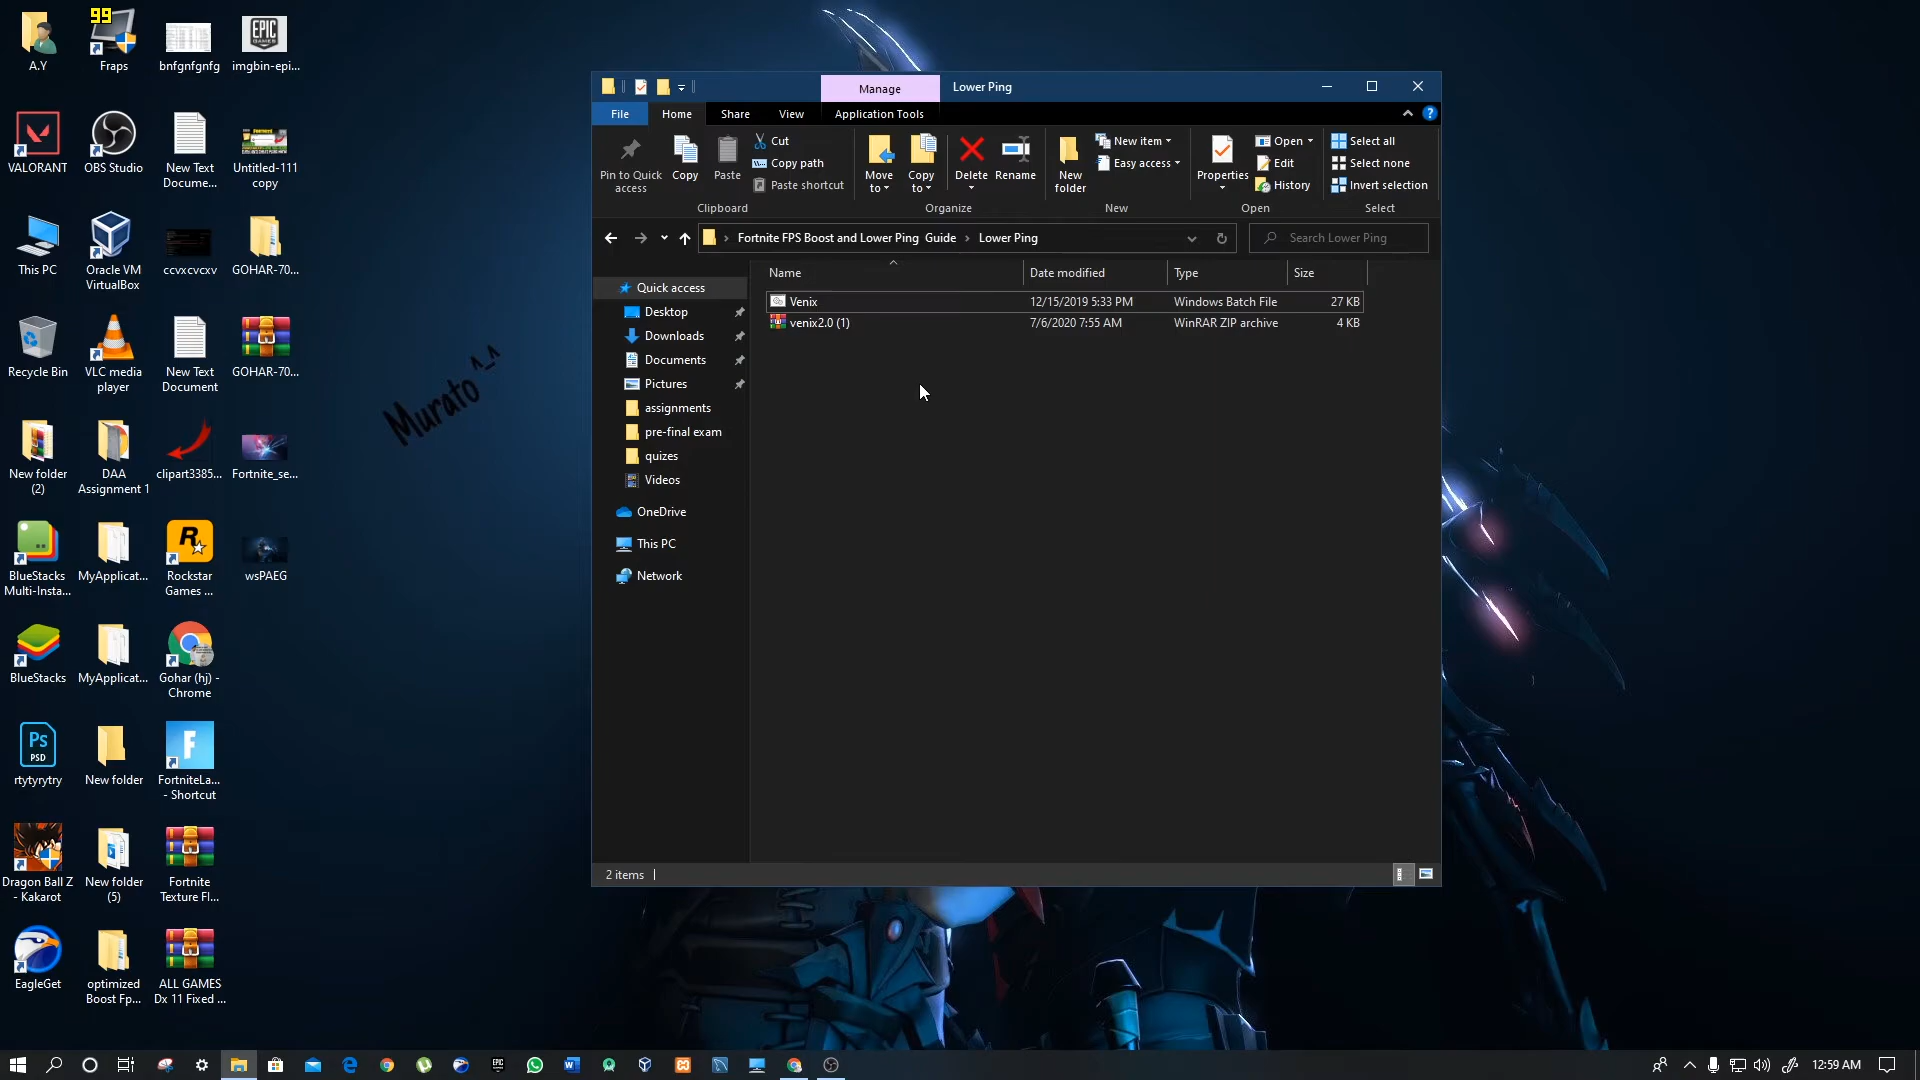 99
A.Y
Fraps
bnfgnfgnfg
imgbin-epi...
EPIC
GAMES
VALORANT
OBS Studio
New Text
Docume...
Untitled-111
copy
This PC
Oracle VM
VirtualBox
ccvxcvcxv
GOHAR-70...
Recycle Bin
VLC media
player
New Text
Document
GOHAR-70...
New folder
(2)
DAA
Assignment 1
clipart3385...
Fortnite_se...
BlueStacks
Multi-Insta...
MyApplicat...
Rockstar
Games ...
wsPAEG
BlueStacks
MyApplicat...
Gohar (hj) -
Chrome
Ps
PSD
rtytyrytry
New folder
F
FortniteLa...
- Shortcut
Dragon Ball Z
- Kakarot
New folder
(5)
Fortnite
Texture Fl...
EagleGet
optimized
Boost Fp...
ALL GAMES
Dx 11 Fixed ...
Murato ^_^
Manage
Lower Ping
File
Home
Share
View
Application Tools
Pin to Quick
access
Copy
Paste
Cut
Copy path
Paste shortcut
Clipboard
Move
to
Copy
to
Delete
Rename
Organize
New
folder
New item
Easy access
New
Properties
Open
Edit
History
Open
Select all
Select none
Invert selection
Select
Fortnite FPS Boost and Lower Ping Guide › Lower Ping
Search Lower Ping
Name
Date modified
Type
Size
Venix 12/15/2019 5:33 PM Windows Batch File 27 KB
venix2.0 (1) 7/6/2020 7:55 AM WinRAR ZIP archive 4 KB
Quick access
Desktop
Downloads
Documents
Pictures
assignments
pre-final exam
quizes
Videos
OneDrive
This PC
Network
2 items
12:59 AM